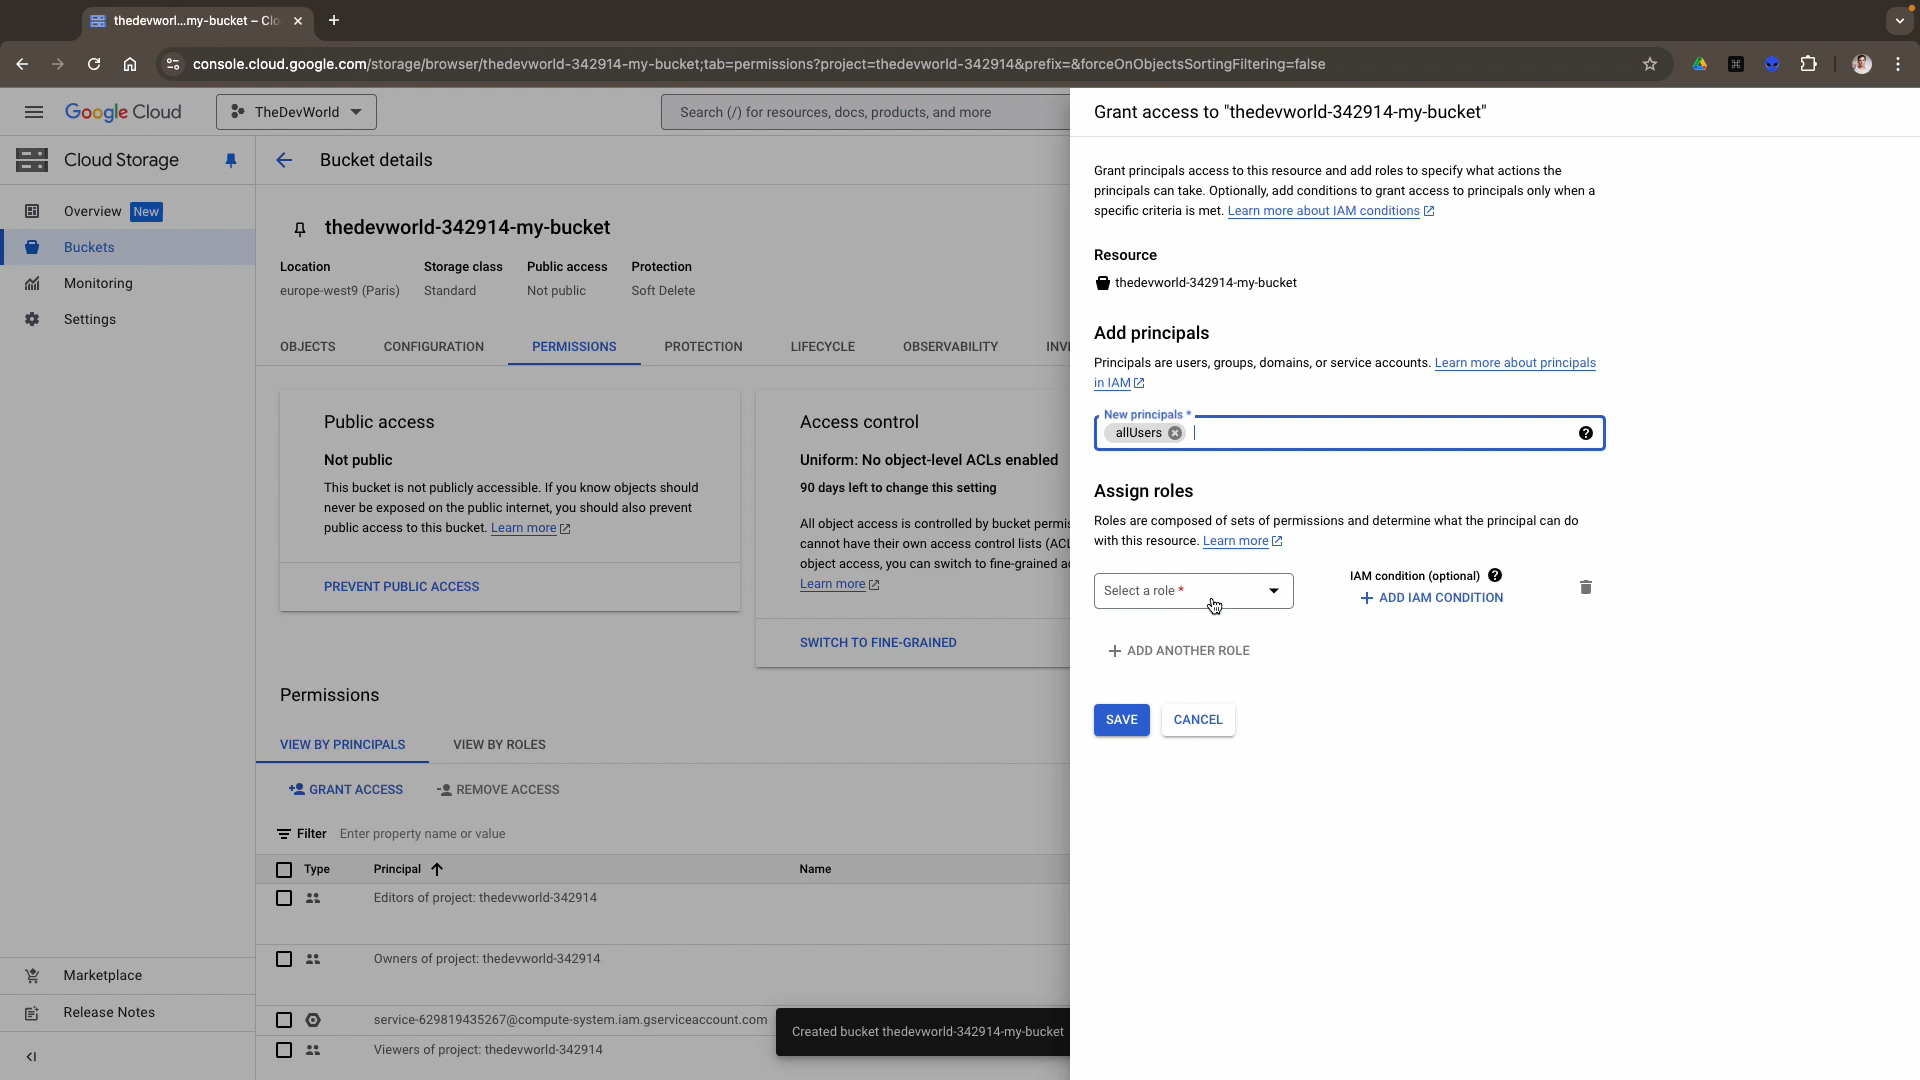 thedevworl...my-bucket – Clo
console.cloud.google.com/storage/browser/thedevworld-342914-my-bucket;tab=permissions?project=thedevworld-342914&prefix=&forceOnObjectsSortingFiltering=false
Google Cloud
TheDevWorld
Search (/) for resources, docs, products, and more
Cloud Storage
Overview New
Buckets
Monitoring
Settings
Marketplace
Release Notes
Bucket details
thedevworld-342914-my-bucket
Location Storage class Public access Protection
europe-west9 (Paris) Standard Not public Soft Delete
OBJECTS CONFIGURATION PERMISSIONS PROTECTION LIFECYCLE OBSERVABILITY INVE
Public access
Not public
This bucket is not publicly accessible. If you know objects should
never be exposed on the public internet, you should also prevent
public access to this bucket. Learn more
PREVENT PUBLIC ACCESS
Access control
Uniform: No object-level ACLs enabled
90 days left to change this setting
All object access is controlled by bucket permi
cannot have their own access control lists (ACL
object access, you can switch to fine-grained a
Learn more
SWITCH TO FINE-GRAINED
Permissions
VIEW BY PRINCIPALS VIEW BY ROLES
GRANT ACCESS REMOVE ACCESS
Filter Enter property name or value
Type Principal Name
Editors of project: thedevworld-342914
Owners of project: thedevworld-342914
service-629819435267@compute-system.iam.gserviceaccount.com
Viewers of project: thedevworld-342914
Created bucket thedevworld-342914-my-bucket
Grant access to "thedevworld-342914-my-bucket"
Grant principals access to this resource and add roles to specify what actions the
principals can take. Optionally, add conditions to grant access to principals only when a
specific criteria is met. Learn more about IAM conditions
Resource
thedevworld-342914-my-bucket
Add principals
Principals are users, groups, domains, or service accounts. Learn more about principals
in IAM
New principals *
allUsers
Assign roles
Roles are composed of sets of permissions and determine what the principal can do
with this resource. Learn more
Select a role *
IAM condition (optional)
ADD IAM CONDITION
ADD ANOTHER ROLE
SAVE CANCEL